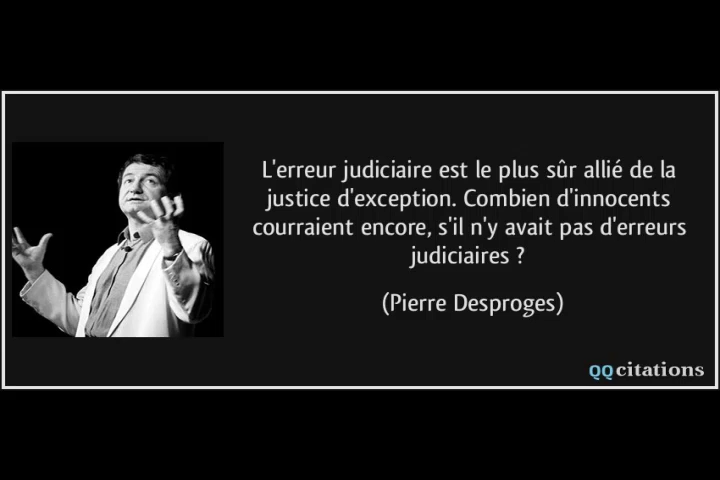 L'erreur judiciaire est le plus sûr allié de la
justice d'exception. Combien d'innocents
courraient encore, s'il n'y avait pas d'erreurs
judiciaires ?
(Pierre Desproges)
QQcitations